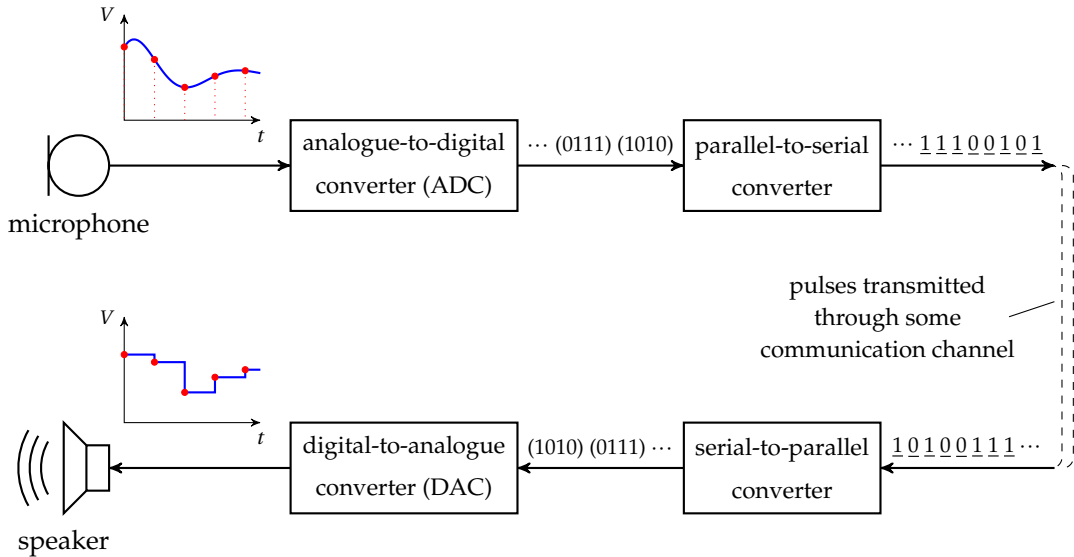 V
t
microphone
analogue-to-digital
converter (ADC)
⋯ (0111) (1010)
parallel-to-serial
converter
⋯ 1 1 1 0 0 1 0 1
pulses transmitted
through some
communication channel
V
t
speaker
digital-to-analogue
converter (DAC)
(1010) (0111) ⋯
serial-to-parallel
converter
1 0 1 0 0 1 1 1 ⋯